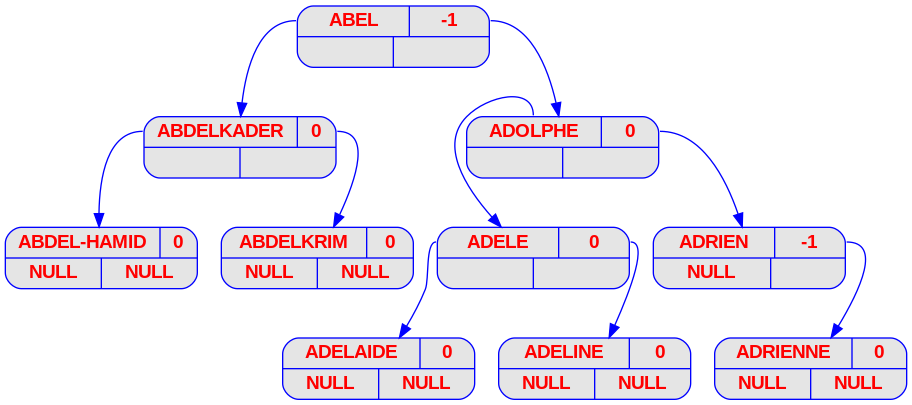 ABEL -1
ABDELKADER 0
ADOLPHE 0
ABDEL-HAMID 0
NULL NULL
ABDELKRIM 0
NULL NULL
ADELE 0
ADRIEN -1
NULL
ADELAIDE 0
NULL NULL
ADELINE 0
NULL NULL
ADRIENNE 0
NULL NULL